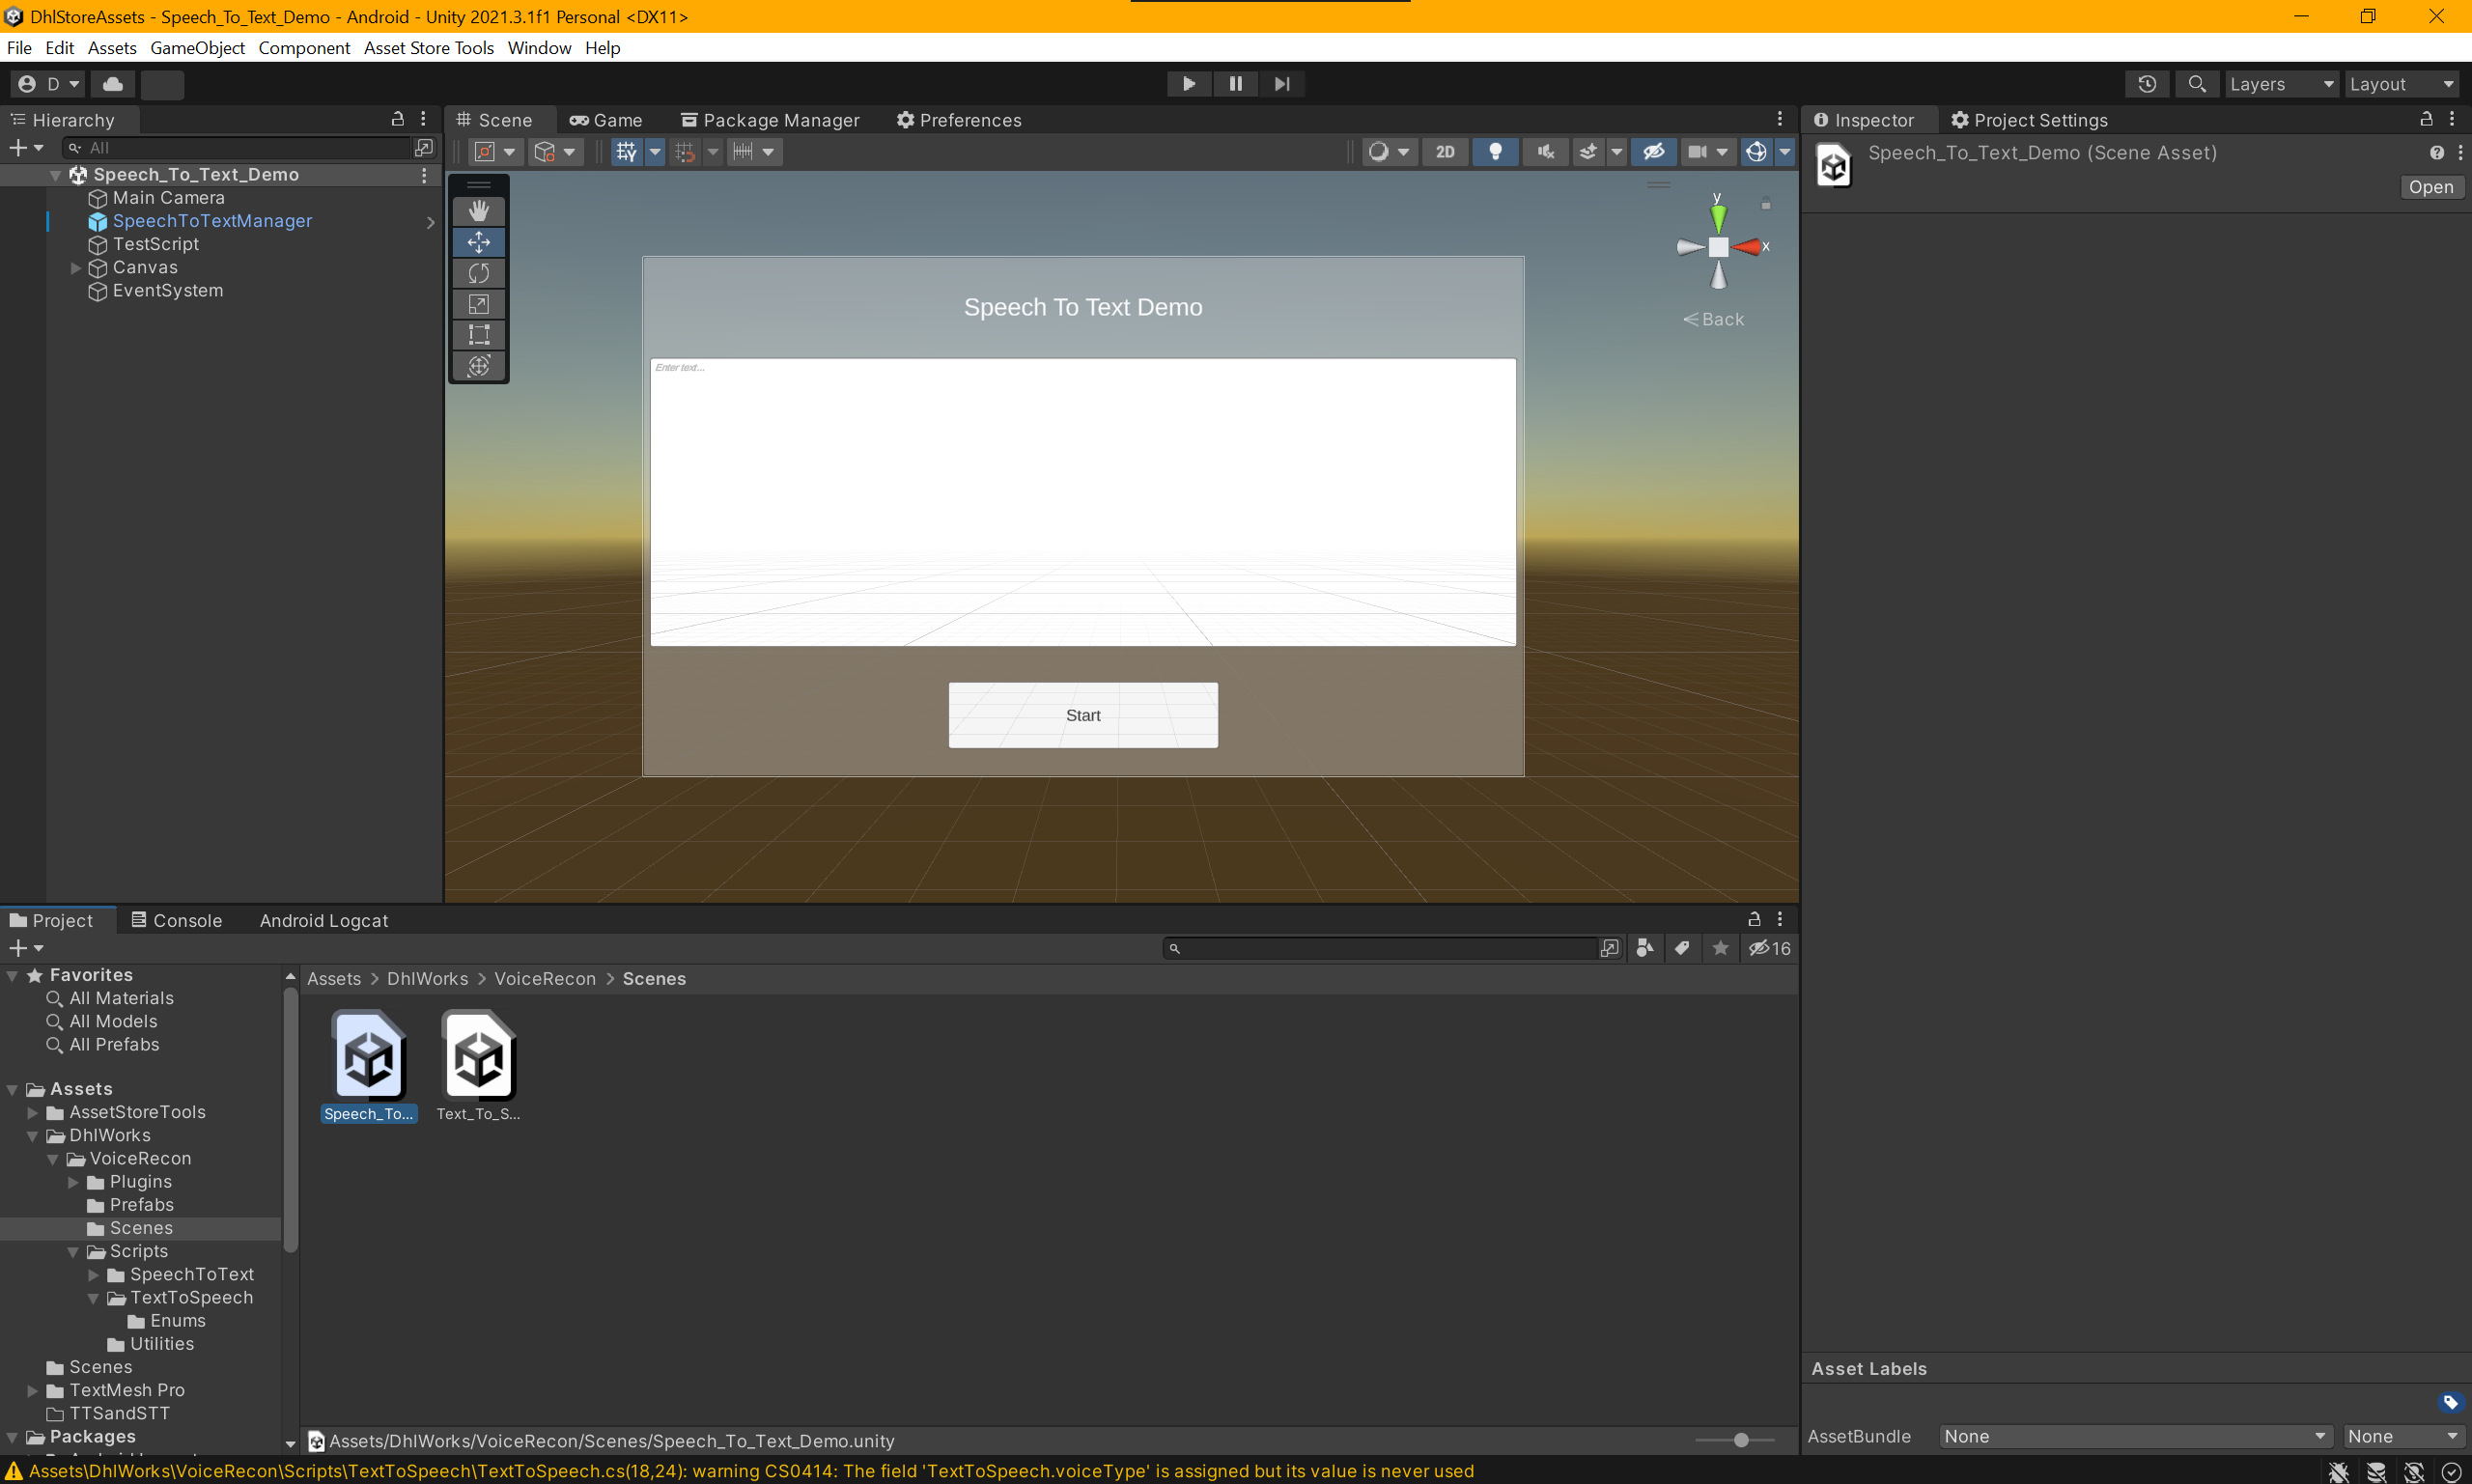 DhlStoreAssets - Speech_To_Text_Demo - Android - Unity 2021.3.1f1 Personal <DX11>
File Edit Assets GameObject Component Asset Store Tools Window Help
D
Layers
Layout
Hierarchy
All
Speech_To_Text_Demo
Main Camera
SpeechToTextManager
TestScript
Canvas
EventSystem
Scene
Game
Package Manager
Preferences
2D
y
x
Back
Speech To Text Demo
Enter text...
Start
Inspector
Project Settings
Speech_To_Text_Demo (Scene Asset)
Open
Project
Console
Android Logcat
16
Favorites
All Materials
All Models
All Prefabs
Assets
AssetStoreTools
DhlWorks
VoiceRecon
Plugins
Prefabs
Scenes
Scripts
SpeechToText
TextToSpeech
Enums
Utilities
Scenes
TextMesh Pro
TTSandSTT
Packages
Assets > DhlWorks > VoiceRecon > Scenes
Speech_To...
Text_To_S...
Assets/DhlWorks/VoiceRecon/Scenes/Speech_To_Text_Demo.unity
Asset Labels
AssetBundle
None
None
Assets\DhlWorks\VoiceRecon\Scripts\TextToSpeech\TextToSpeech.cs(18,24): warning CS0414: The field 'TextToSpeech.voiceType' is assigned but its value is never used